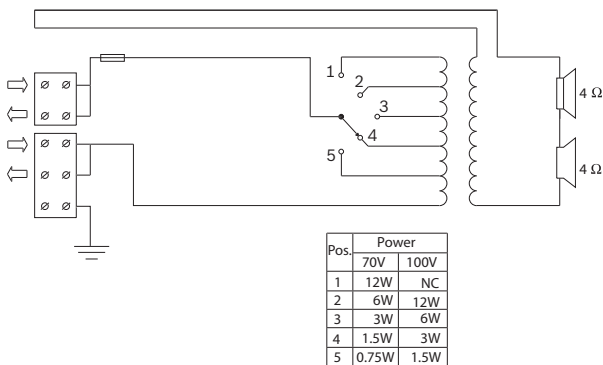 1
2
3
4
5
4 Ω
4 Ω
Pos. Power
70V 100V
1 12W NC
2 6W 12W
3 3W 6W
4 1.5W 3W
5 0.75W 1.5W